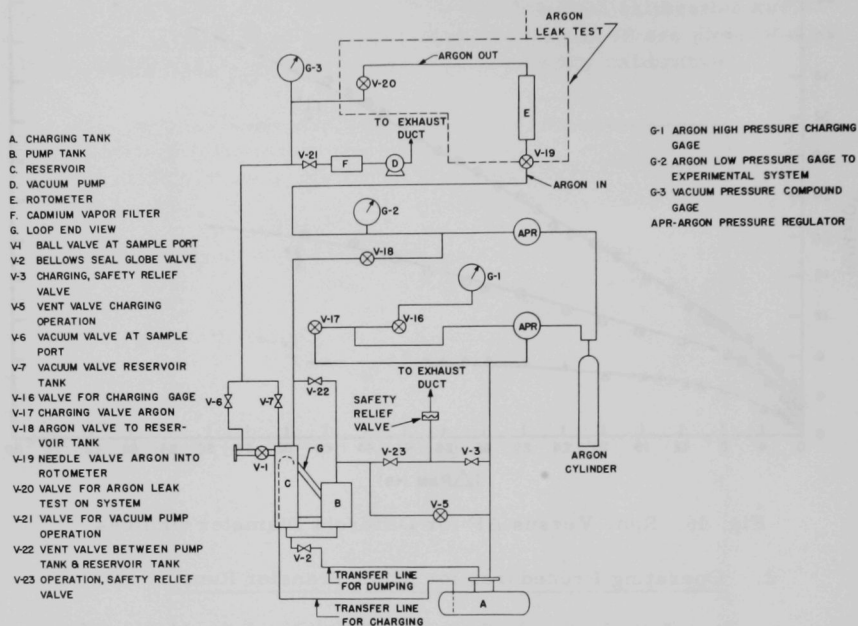 ARGON
LEAK TEST
ARGON OUT
G-3
V-20
E
TO EXHAUST
DUCT
V-21
F
D
V-19
ARGON IN
G-2
V-18
APR
G-1
V-17
V-16
APR
TO EXHAUST
DUCT
V-22
SAFETY
RELIEF
VALVE
V-6
V-7
V-1
G
V-23
V-3
C
B
V-5
V-2
ARGON
CYLINDER
TRANSFER LINE
FOR DUMPING
A
TRANSFER LINE
FOR CHARGING
A. CHARGING TANK
B. PUMP TANK
C. RESERVOIR
D. VACUUM PUMP
E. ROTOMETER
F. CADMIUM VAPOR FILTER
G. LOOP END VIEW
V-1 BALL VALVE AT SAMPLE PORT
V-2 BELLOWS SEAL GLOBE VALVE
V-3 CHARGING, SAFETY RELIEF
VALVE
V-5 VENT VALVE CHARGING
OPERATION
V-6 VACUUM VALVE AT SAMPLE
PORT
V-7 VACUUM VALVE RESERVOIR
TANK
V-16 VALVE FOR CHARGING GAGE
V-17 CHARGING VALVE ARGON
V-18 ARGON VALVE TO RESER-
VOIR TANK
V-19 NEEDLE VALVE ARGON INTO
ROTOMETER
V-20 VALVE FOR ARGON LEAK
TEST ON SYSTEM
V-21 VALVE FOR VACUUM PUMP
OPERATION
V-22 VENT VALVE BETWEEN PUMP
TANK & RESERVOIR TANK
V-23 OPERATION, SAFETY RELIEF
VALVE
G-1 ARGON HIGH PRESSURE CHARGING
GAGE
G-2 ARGON LOW PRESSURE GAGE TO
EXPERIMENTAL SYSTEM
G-3 VACUUM PRESSURE COMPOUND
GAGE
APR-ARGON PRESSURE REGULATOR